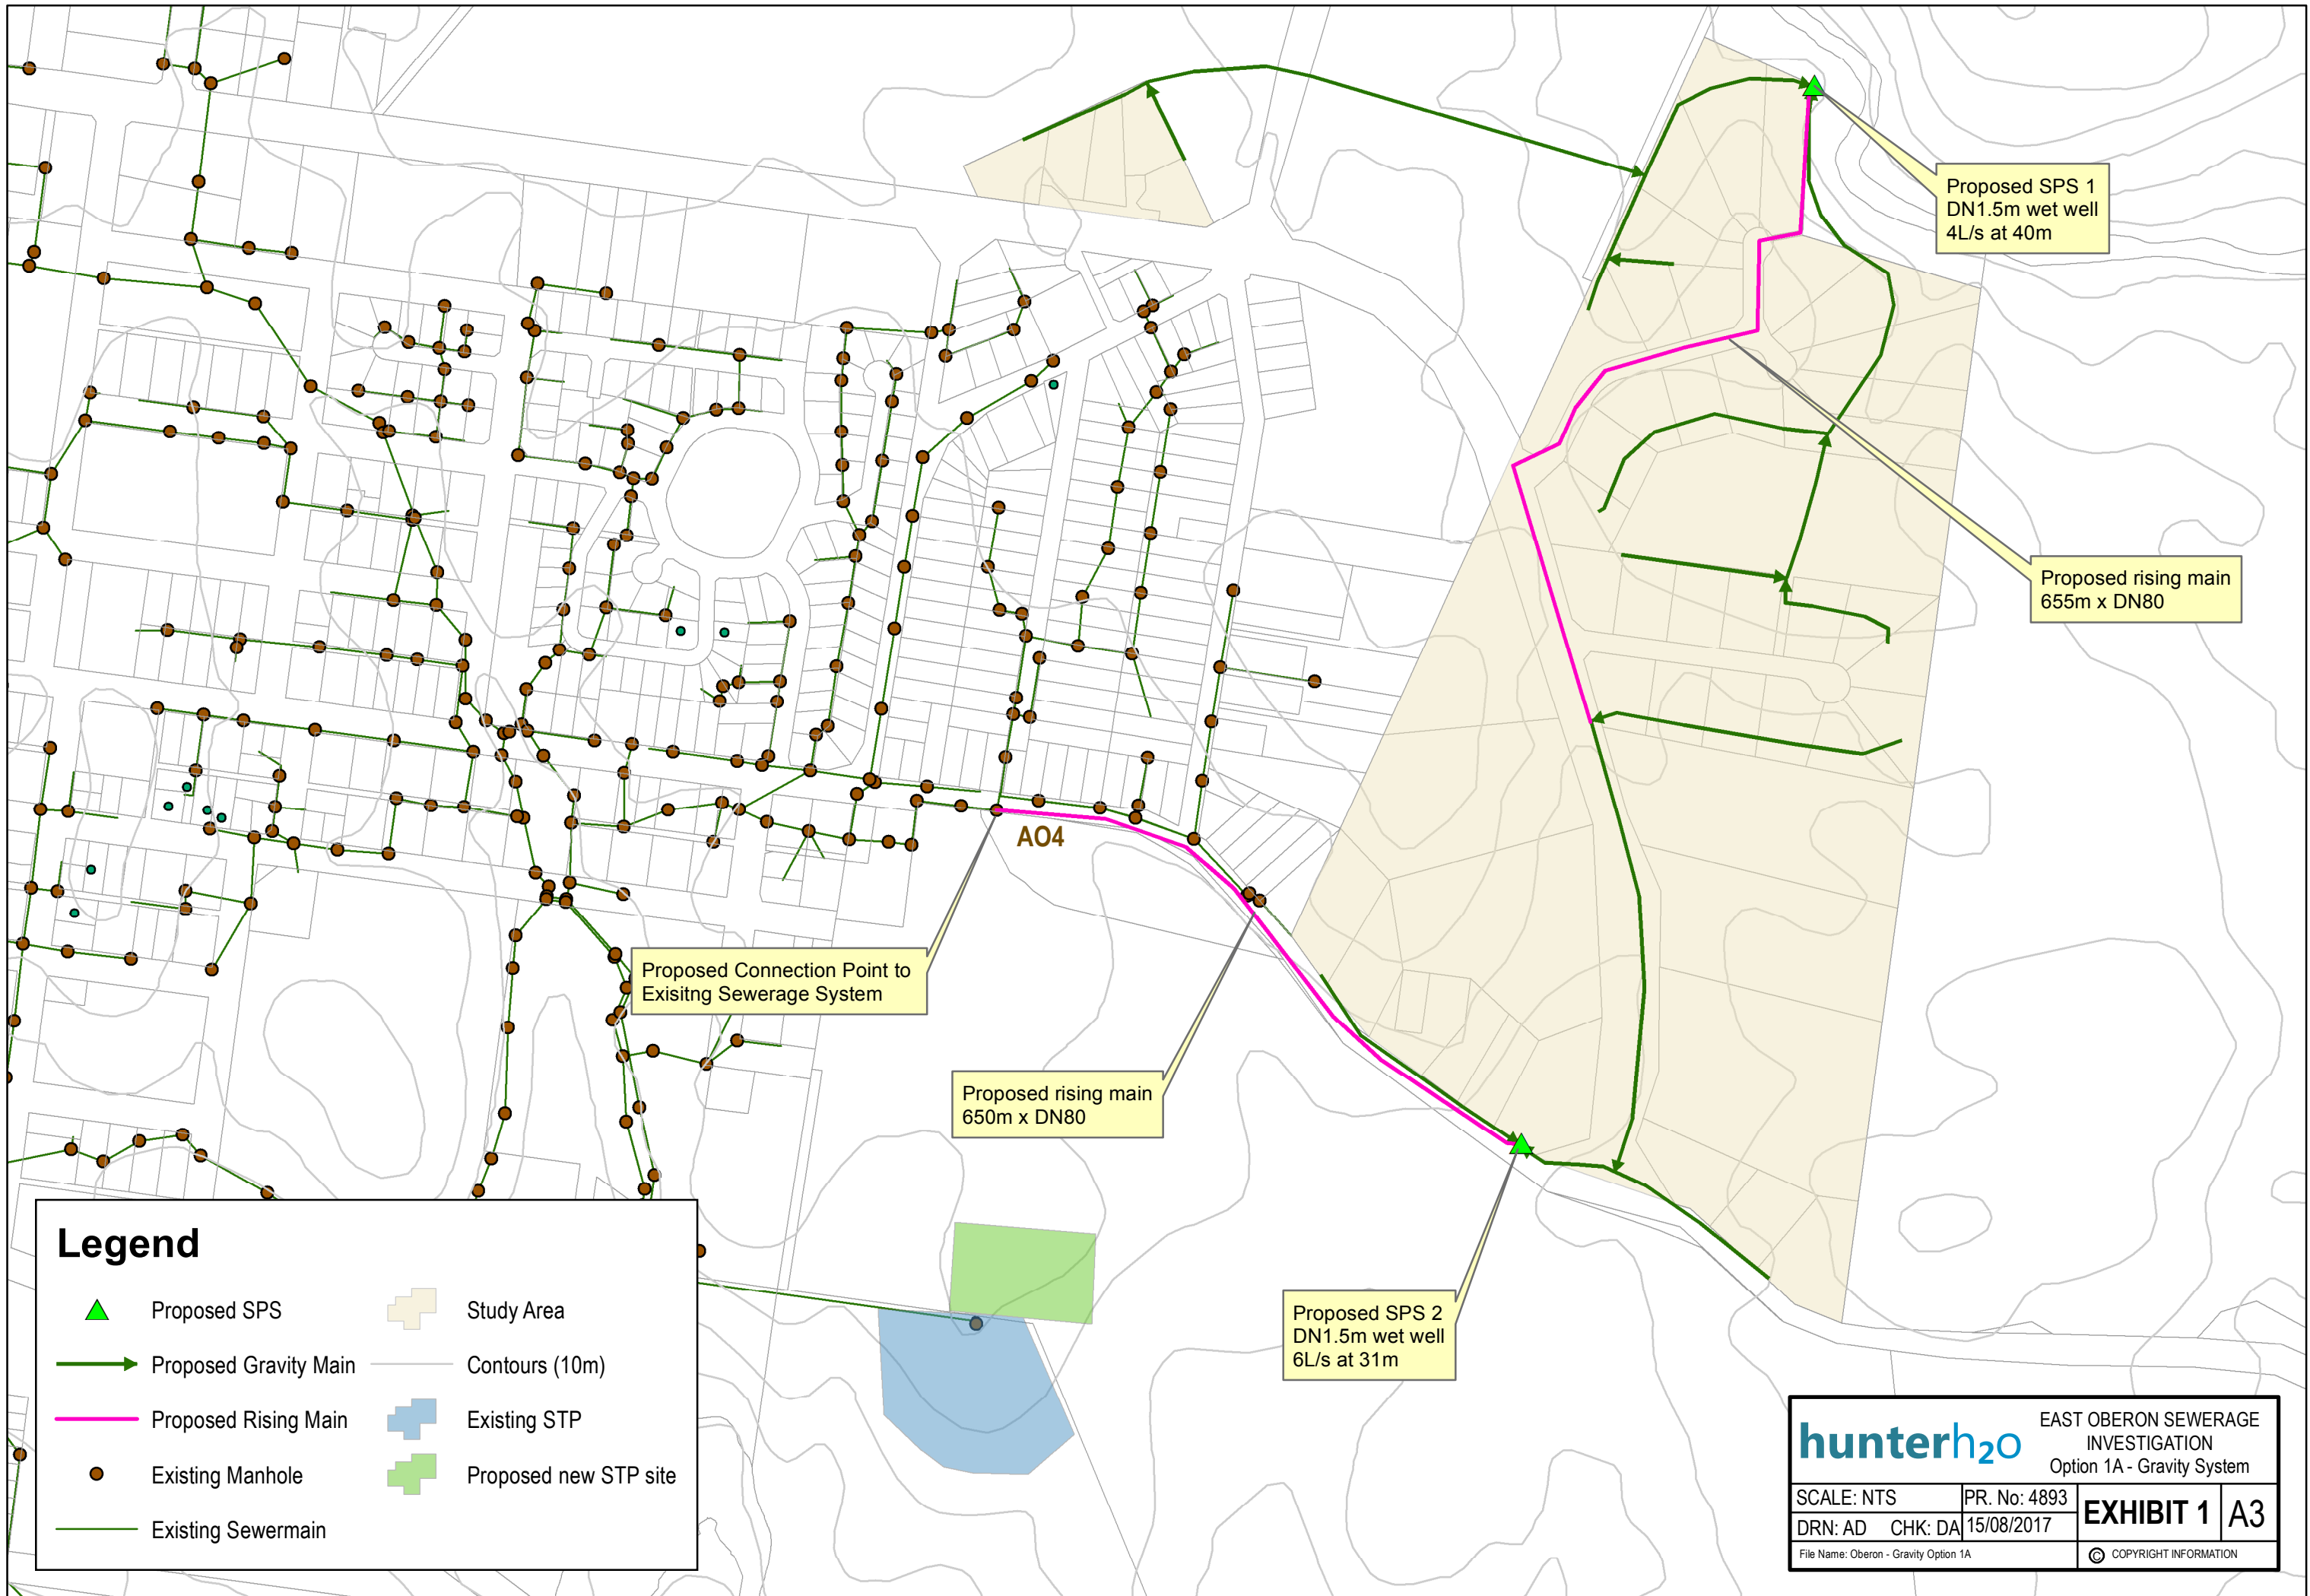 Proposed SPS 1
DN1.5m wet well
4L/s at 40m
Proposed rising main
655m x DN80
AO4
Proposed Connection Point to
Exisitng Sewerage System
Proposed rising main
650m x DN80
Proposed SPS 2
DN1.5m wet well
6L/s at 31m
Legend
Proposed SPS
Proposed Gravity Main
Proposed Rising Main
Existing Manhole
Existing Sewermain
Study Area
Contours (10m)
Existing STP
Proposed new STP site
hunterh2o
EAST OBERON SEWERAGE
INVESTIGATION
Option 1A - Gravity System
SCALE: NTS
PR. No: 4893
DRN: AD CHK: DA
15/08/2017
EXHIBIT 1
A3
File Name: Oberon - Gravity Option 1A
© COPYRIGHT INFORMATION